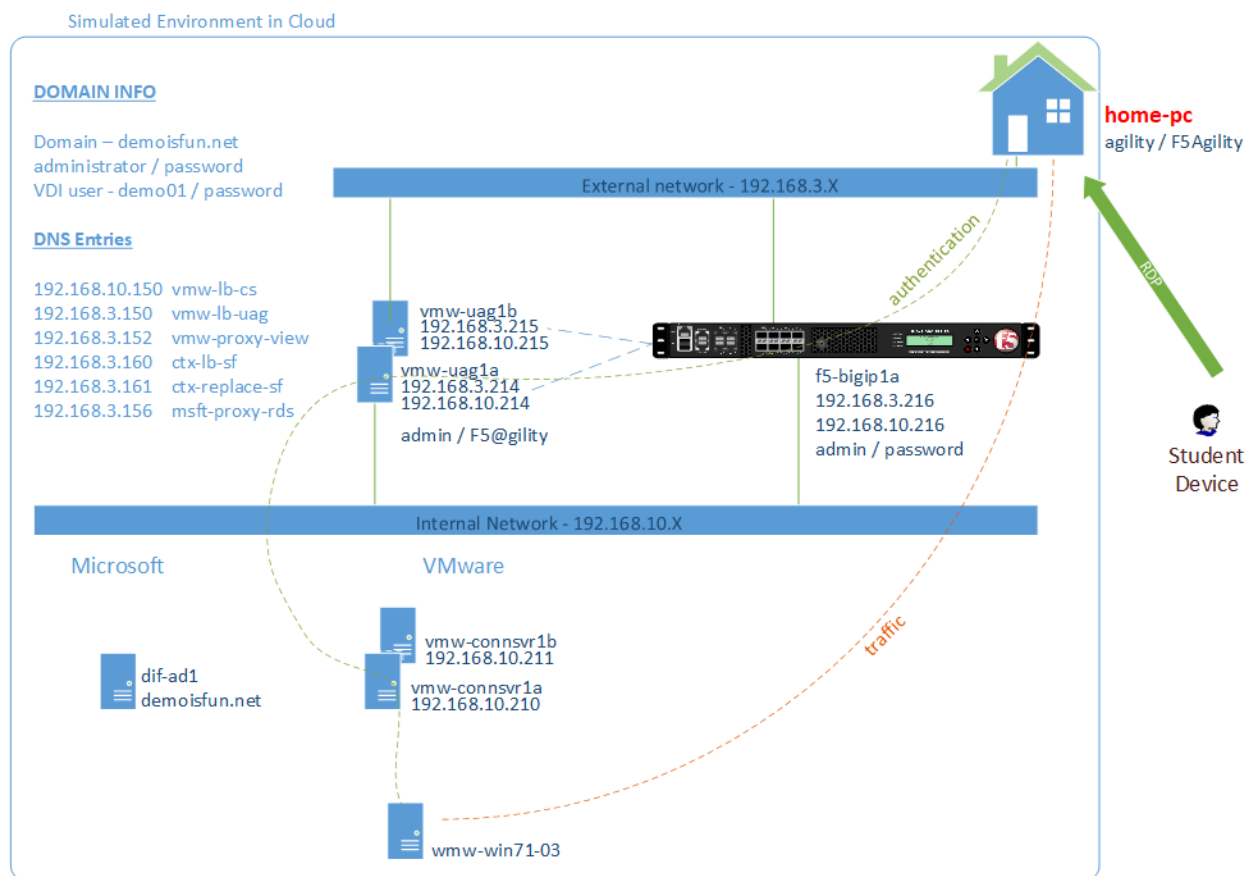 Simulated Environment in Cloud
DOMAIN INFO
Domain – demoisfun.net
administrator / password
VDI user - demo01 / password
DNS Entries
192.168.10.150 vmw-lb-cs
192.168.3.150 vmw-lb-uag
192.168.3.152 vmw-proxy-view
192.168.3.160 ctx-lb-sf
192.168.3.161 ctx-replace-sf
192.168.3.156 msft-proxy-rds
home-pc
agility / F5Agility
External network - 192.168.3.X
authentication
RDP
vmw-uag1b
192.168.3.215
192.168.10.215
vmw-uag1a
192.168.3.214
192.168.10.214
admin / F5@gility
f5
f5-bigip1a
192.168.3.216
192.168.10.216
admin / password
Student
Device
Internal Network - 192.168.10.X
Microsoft
VMware
dif-ad1
demoisfun.net
vmw-connsvr1b
192.168.10.211
vmw-connsvr1a
192.168.10.210
traffic
wmw-win71-03